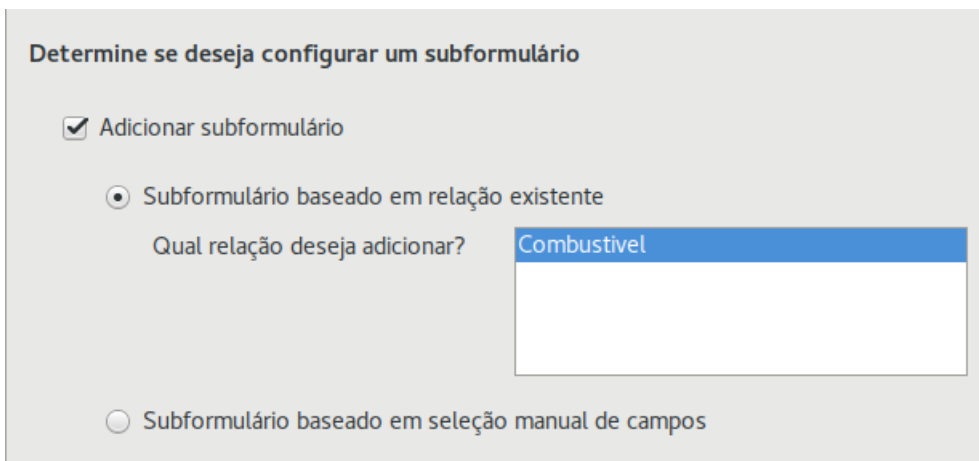 Determine se deseja configurar um subformulário
Adicionar subformulário
Subformulário baseado em relação existente
Qual relação deseja adicionar? Combustivel
Subformulário baseado em seleção manual de campos